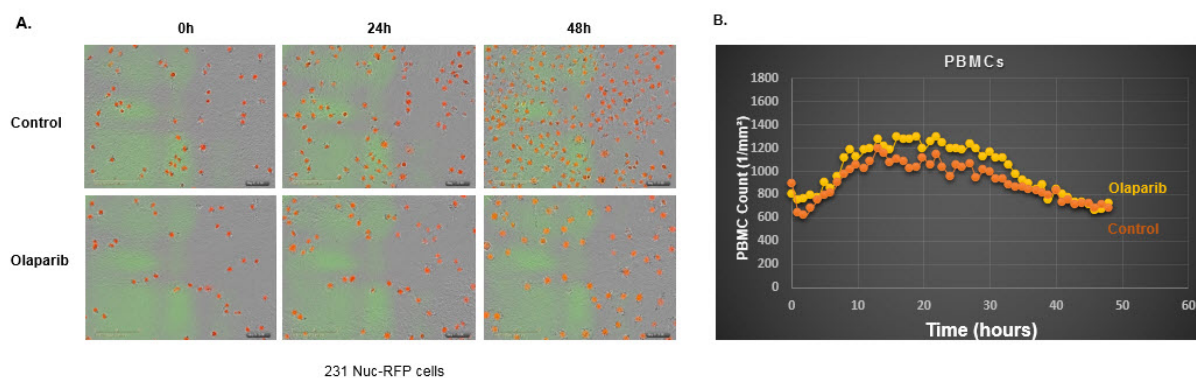 A.
0h
24h
48h
Control
Olaparib
231 Nuc-RFP cells
B.
PBMCs
PBMC Count (1/mm²)
1800
1600
1400
1200
1000
800
600
400
200
0
Olaparib
Control
0
10
20
30
40
50
60
Time (hours)